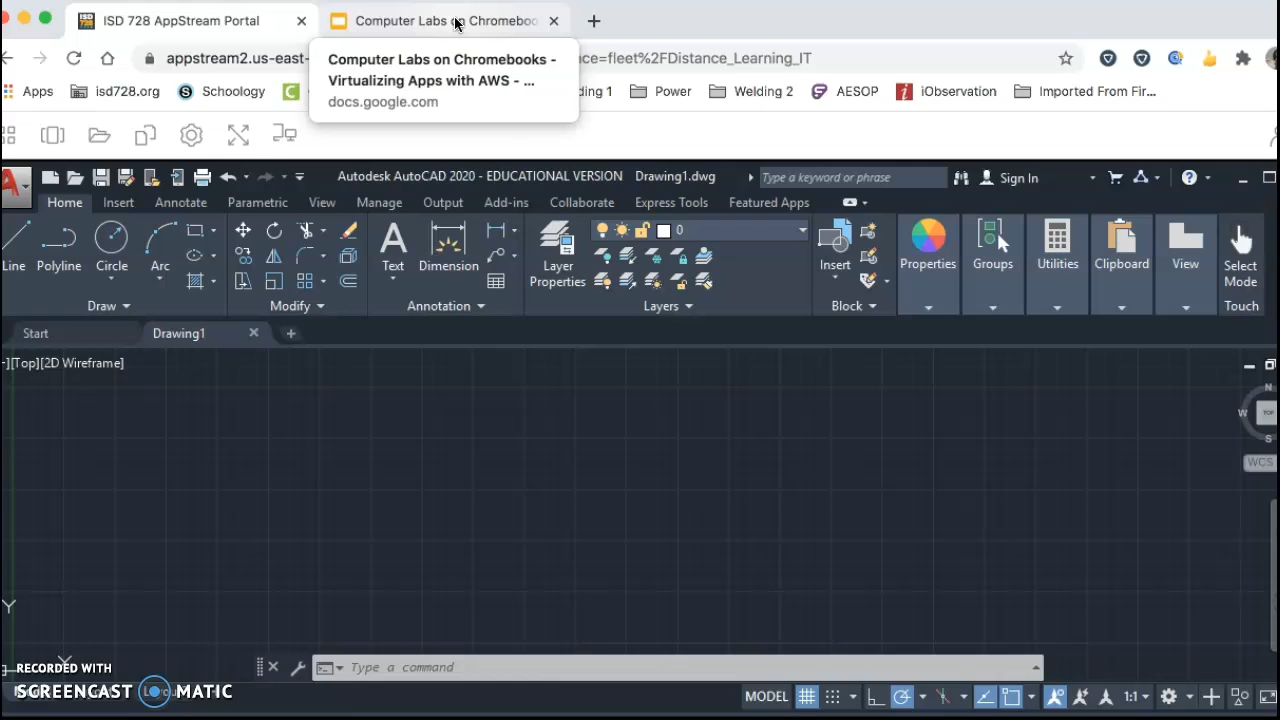 ISD 728 AppStream Portal
Computer Labs on Chromeboo
appstream2.us-east-
ce=fleet%2FDistance_Learning_IT
Computer Labs on Chromebooks -
Virtualizing Apps with AWS - ...
docs.google.com
Apps isd728.org Schoology
ding 1 Power Welding 2 AESOP iObservation Imported From Fir...
Autodesk AutoCAD 2020 - EDUCATIONAL VERSION Drawing1.dwg Type a keyword or phrase Sign In
Home Insert Annotate Parametric View Manage Output Add-ins Collaborate Express Tools Featured Apps
0
Line Polyline Circle Arc Text Dimension Layer Properties Insert Properties Groups Utilities Clipboard View Select Mode
Draw Modify Annotation Layers Block Touch
Start Drawing1
-][Top][2D Wireframe]
N
W TOP
S
WCS
Y
Type a command
RECORDED WITH
SCREENCAST MATIC
MODEL 1:1